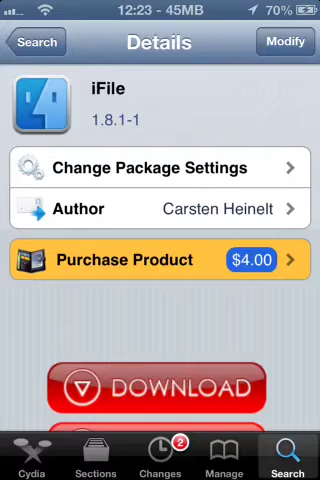 12:23 - 45MB
70%
Search
Details
Modify
iFile
1.8.1-1
Change Package Settings
Author
Carsten Heinelt
Purchase Product
$4.00
DOWNLOAD
2
Cydia
Sections
Changes
Manage
Search